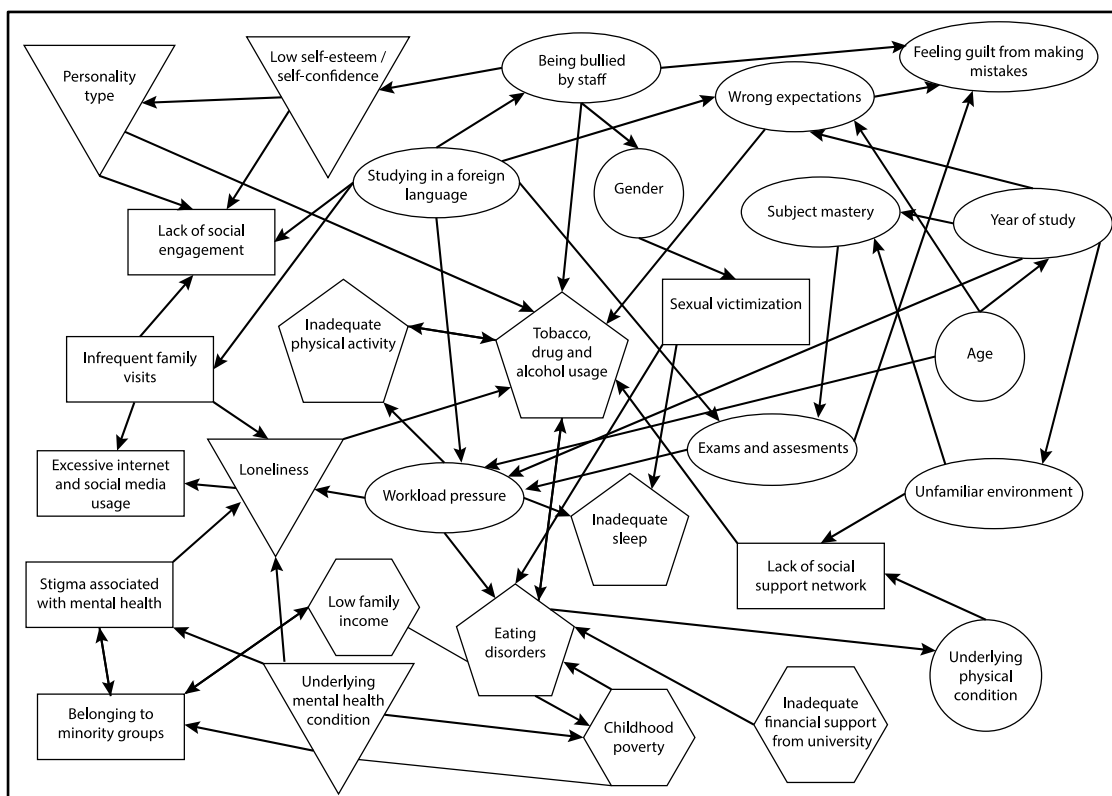 Personality
type
Low self-esteem /
self-confidence
Being bullied
by staff
Feeling guilt from making
mistakes
Wrong expectations
Studying in a foreign
language
Gender
Subject mastery
Year of study
Lack of social
engagement
Sexual victimization
Inadequate
physical activity
Tobacco,
drug and
alcohol usage
Age
Infrequent family
visits
Excessive internet
and social media
usage
Loneliness
Workload pressure
Exams and assesments
Unfamiliar environment
Inadequate
sleep
Lack of social
support network
Stigma associated
with mental health
Low family
income
Eating
disorders
Underlying
physical
condition
Belonging to
minority groups
Underlying
mental health
condition
Childhood
poverty
Inadequate
financial support
from university